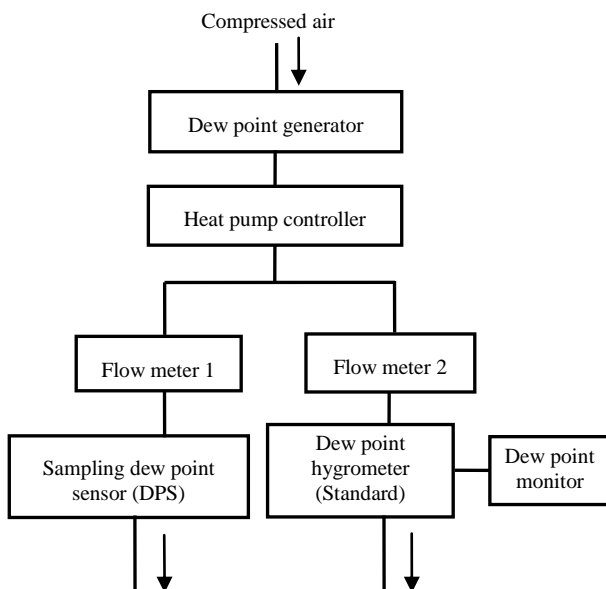 Compressed air
Dew point generator
Heat pump controller
Flow meter 1
Flow meter 2
Sampling dew point
sensor (DPS)
Dew point
hygrometer
(Standard)
Dew point
monitor